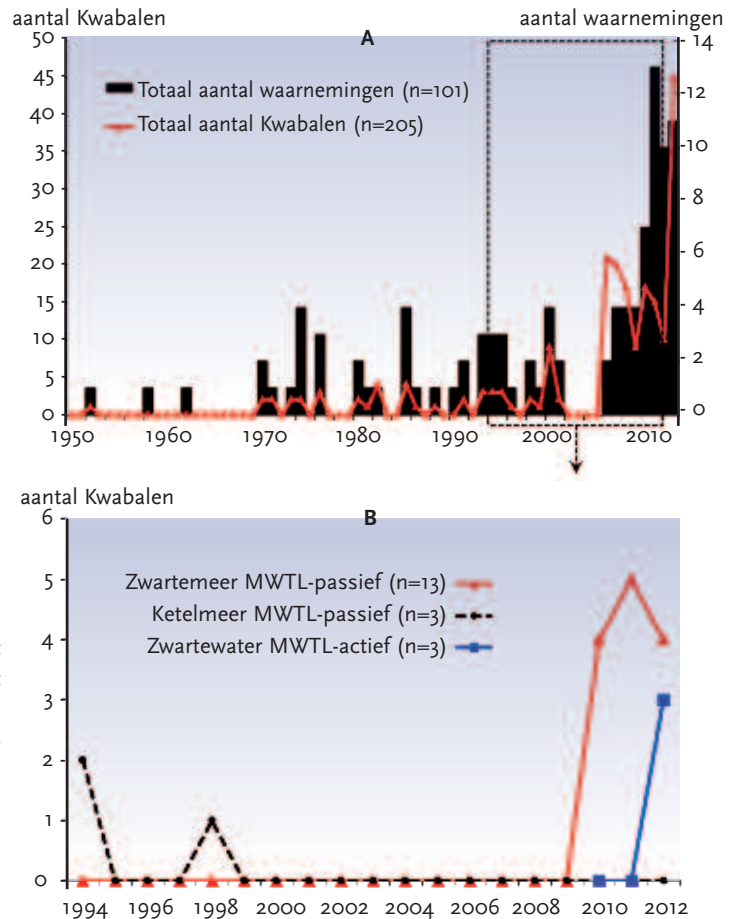 aantal Kwabalen
aantal waarnemingen
A
50
45
40
35
30
25
20
15
10
5
0
14
12
10
8
6
4
2
0
Totaal aantal waarnemingen (n=101)
Totaal aantal Kwabalen (n=205)
1950 1960 1970 1980 1990 2000 2010
aantal Kwabalen
B
6
5
4
3
2
1
0
Zwartemeer MWTL-passief (n=13)
Ketelmeer MWTL-passief (n=3)
Zwartewater MWTL-actief (n=3)
1994 1996 1998 2000 2002 2004 2006 2008 2010 2012